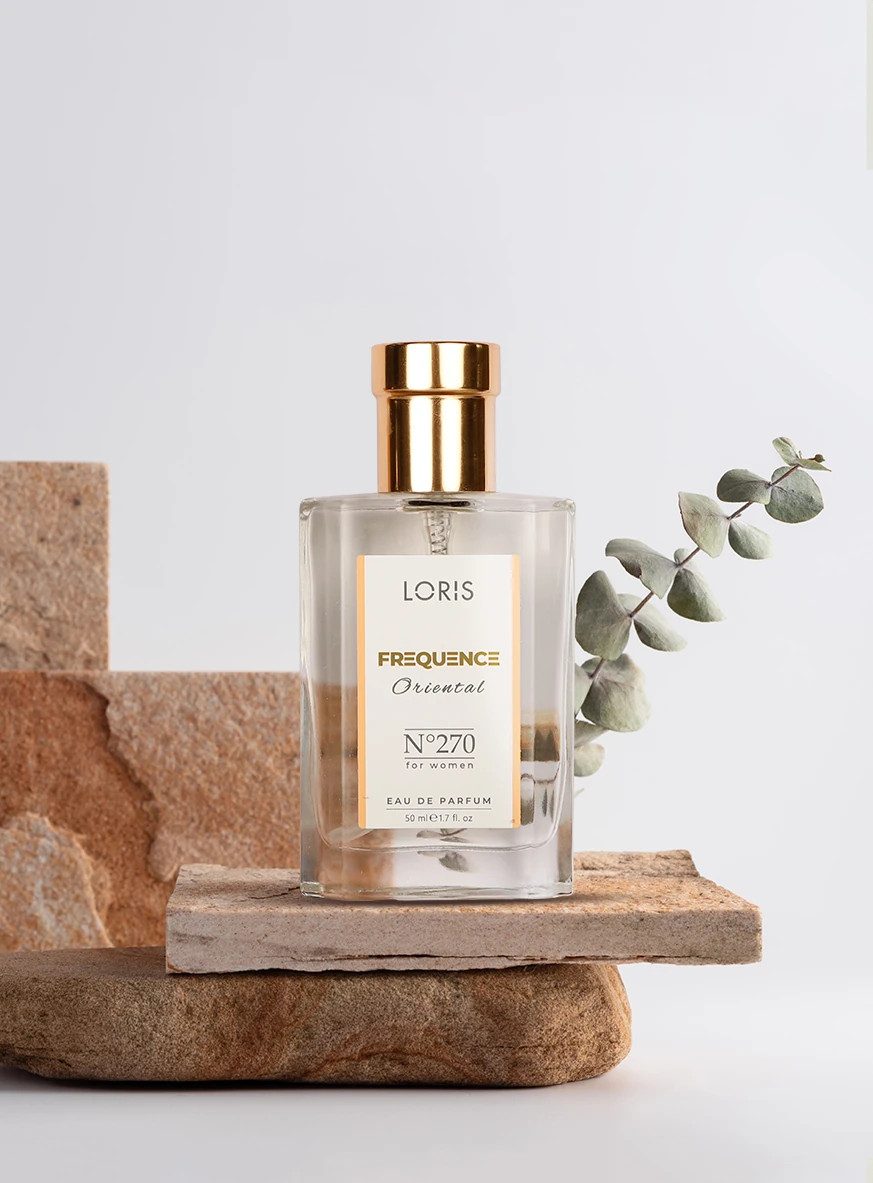 LORIS
FREQUENCE
Oriental
N°270
for women
EAU DE PARFUM
50 ml ℮ 1.7 fl. oz